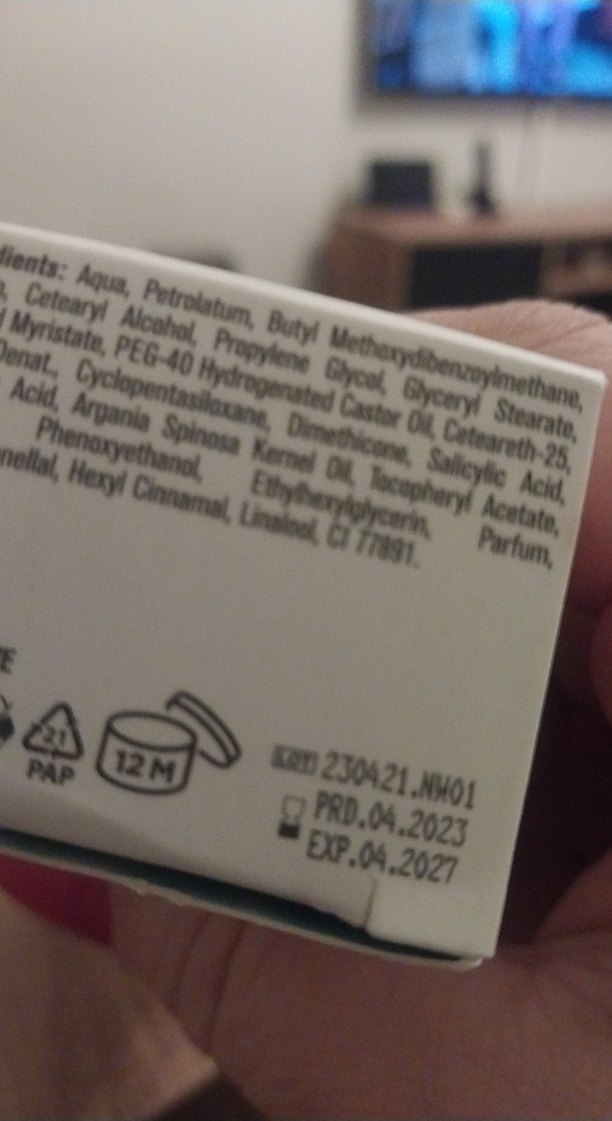 dients: Aqua, Petrolatum, Butyl Methoxydibenzoylmethane,
Cetearyl Alcohol, Propylene Glycol, Glyceryl Stearate,
Myristate, PEG-40 Hydrogenated Castor Oil, Ceteareth-25,
Denat., Cyclopentasiloxane, Dimethicone, Salicylic Acid,
Acid, Argania Spinosa Kernel Oil, Tocopheryl Acetate,
Phenoxyethanol, Ethylhexylglycerin, Parfum,
nellal, Hexyl Cinnamal, Linalool, CI 77891.
21
PAP
12 M
LOT 230421.NW01
PRD.04.2023
EXP.04.2027